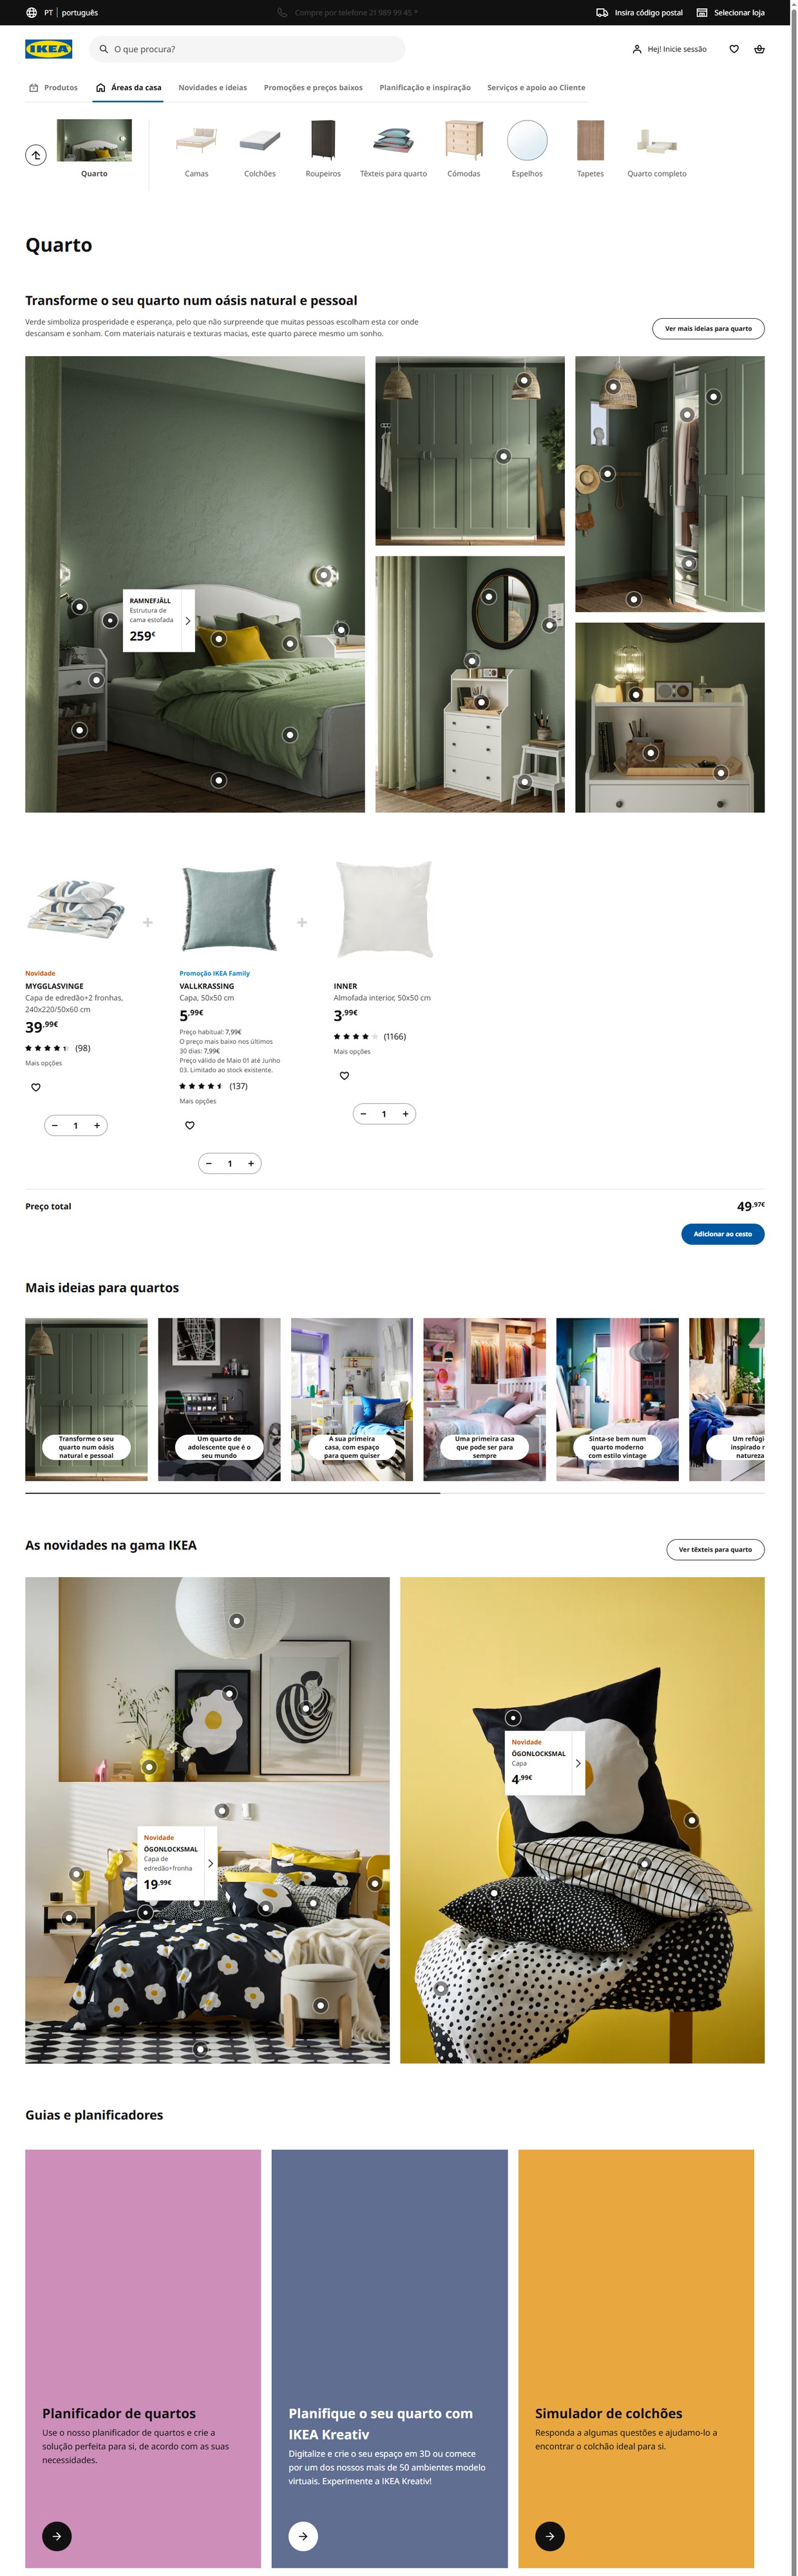 PT | português
Compre por telefone 21 989 99 45 *
Insira código postal
Selecionar loja
IKEA
O que procura?
Hej! Inicie sessão
Produtos
Áreas da casa
Novidades e ideias
Promoções e preços baixos
Planificação e inspiração
Serviços e apoio ao Cliente
Quarto
Camas
Colchões
Roupeiros
Têxteis para quarto
Cómodas
Espelhos
Tapetes
Quarto completo
Quarto
Transforme o seu quarto num oásis natural e pessoal
Verde simboliza prosperidade e esperança, pelo que não surpreende que muitas pessoas escolham esta cor onde
descansam e sonham. Com materiais naturais e texturas macias, este quarto parece mesmo um sonho.
Ver mais ideias para quarto
RAMNEFJÄLL
Estrutura de
cama estofada
259€
Novidade
MYGGLASVINGE
Capa de edredão+2 fronhas,
240x220/50x60 cm
39,99€
(98)
Mais opções
1
Promoção IKEA Family
VALLKRASSING
Capa, 50x50 cm
5,99€
Preço habitual: 7,99€
O preço mais baixo nos últimos
30 dias: 7,99€
Preço válido de Maio 01 até Junho
03. Limitado ao stock existente.
(137)
Mais opções
1
INNER
Almofada interior, 50x50 cm
3,99€
(1166)
Mais opções
1
Preço total
49,97€
Adicionar ao cesto
Mais ideias para quartos
Transforme o seu
quarto num oásis
natural e pessoal
Um quarto de
adolescente que é o
seu mundo
A sua primeira
casa, com espaço
para quem quiser
Uma primeira casa
que pode ser para
sempre
Sinta-se bem num
quarto moderno
com estilo vintage
Um refúgi
inspirado r
natureza
As novidades na gama IKEA
Ver têxteis para quarto
Novidade
ÖGONLOCKSMAL
Capa de
edredão+fronha
19,99€
Novidade
ÖGONLOCKSMAL
Capa
4,99€
Guias e planificadores
Planificador de quartos
Use o nosso planificador de quartos e crie a
solução perfeita para si, de acordo com as suas
necessidades.
Planifique o seu quarto com
IKEA Kreativ
Digitalize e crie o seu espaço em 3D ou comece
por um dos nossos mais de 50 ambientes modelo
virtuais. Experimente a IKEA Kreativ!
Simulador de colchões
Responda a algumas questões e ajudamo-lo a
encontrar o colchão ideal para si.